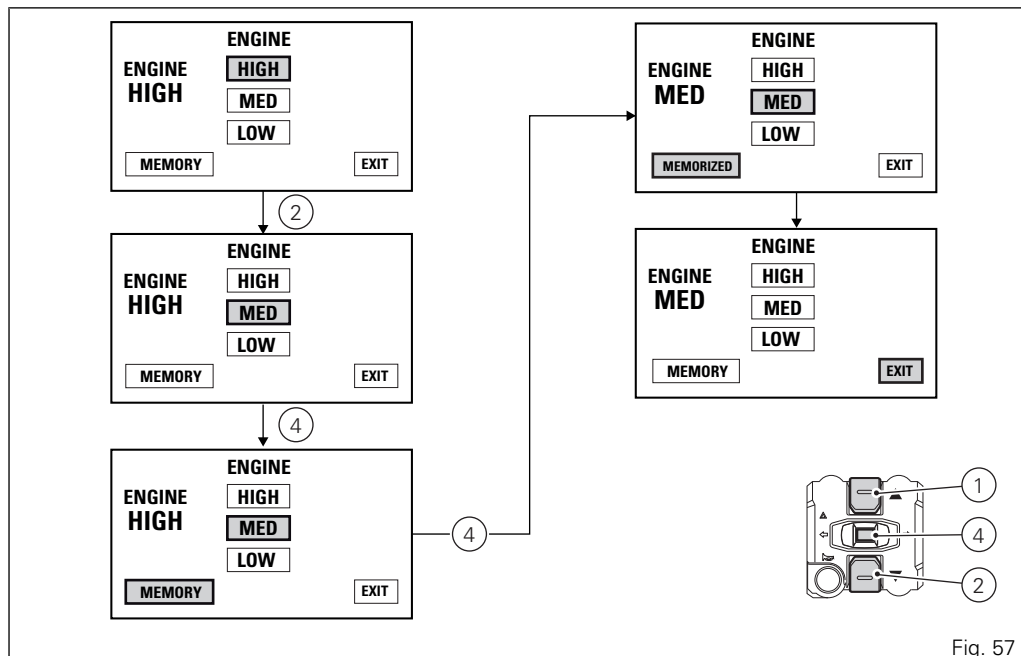 ENGINE
ENGINE
HIGH
HIGH
MED
LOW
MEMORY
EXIT
2
ENGINE
ENGINE
HIGH
HIGH
MED
LOW
MEMORY
EXIT
4
ENGINE
ENGINE
HIGH
HIGH
MED
LOW
MEMORY
EXIT
4
ENGINE
ENGINE
MED
HIGH
MED
LOW
MEMORIZED
EXIT
ENGINE
ENGINE
MED
HIGH
MED
LOW
MEMORY
EXIT
1
4
2
Fig. 57